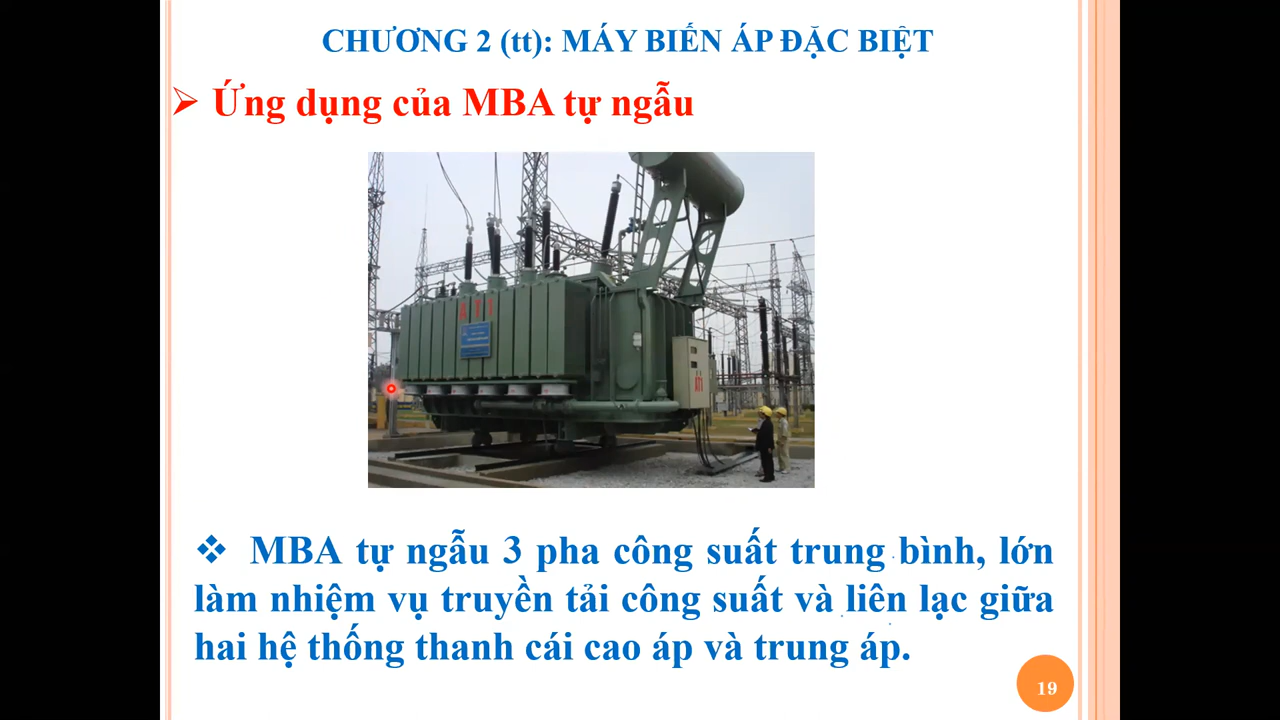 CHƯƠNG 2 (tt): MÁY BIẾN ÁP ĐẶC BIỆT
Ứng dụng của MBA tự ngẫu
AT1
AT1
MBA tự ngẫu 3 pha công suất trung bình, lớn
làm nhiệm vụ truyền tải công suất và liên lạc giữa
hai hệ thống thanh cái cao áp và trung áp.
19